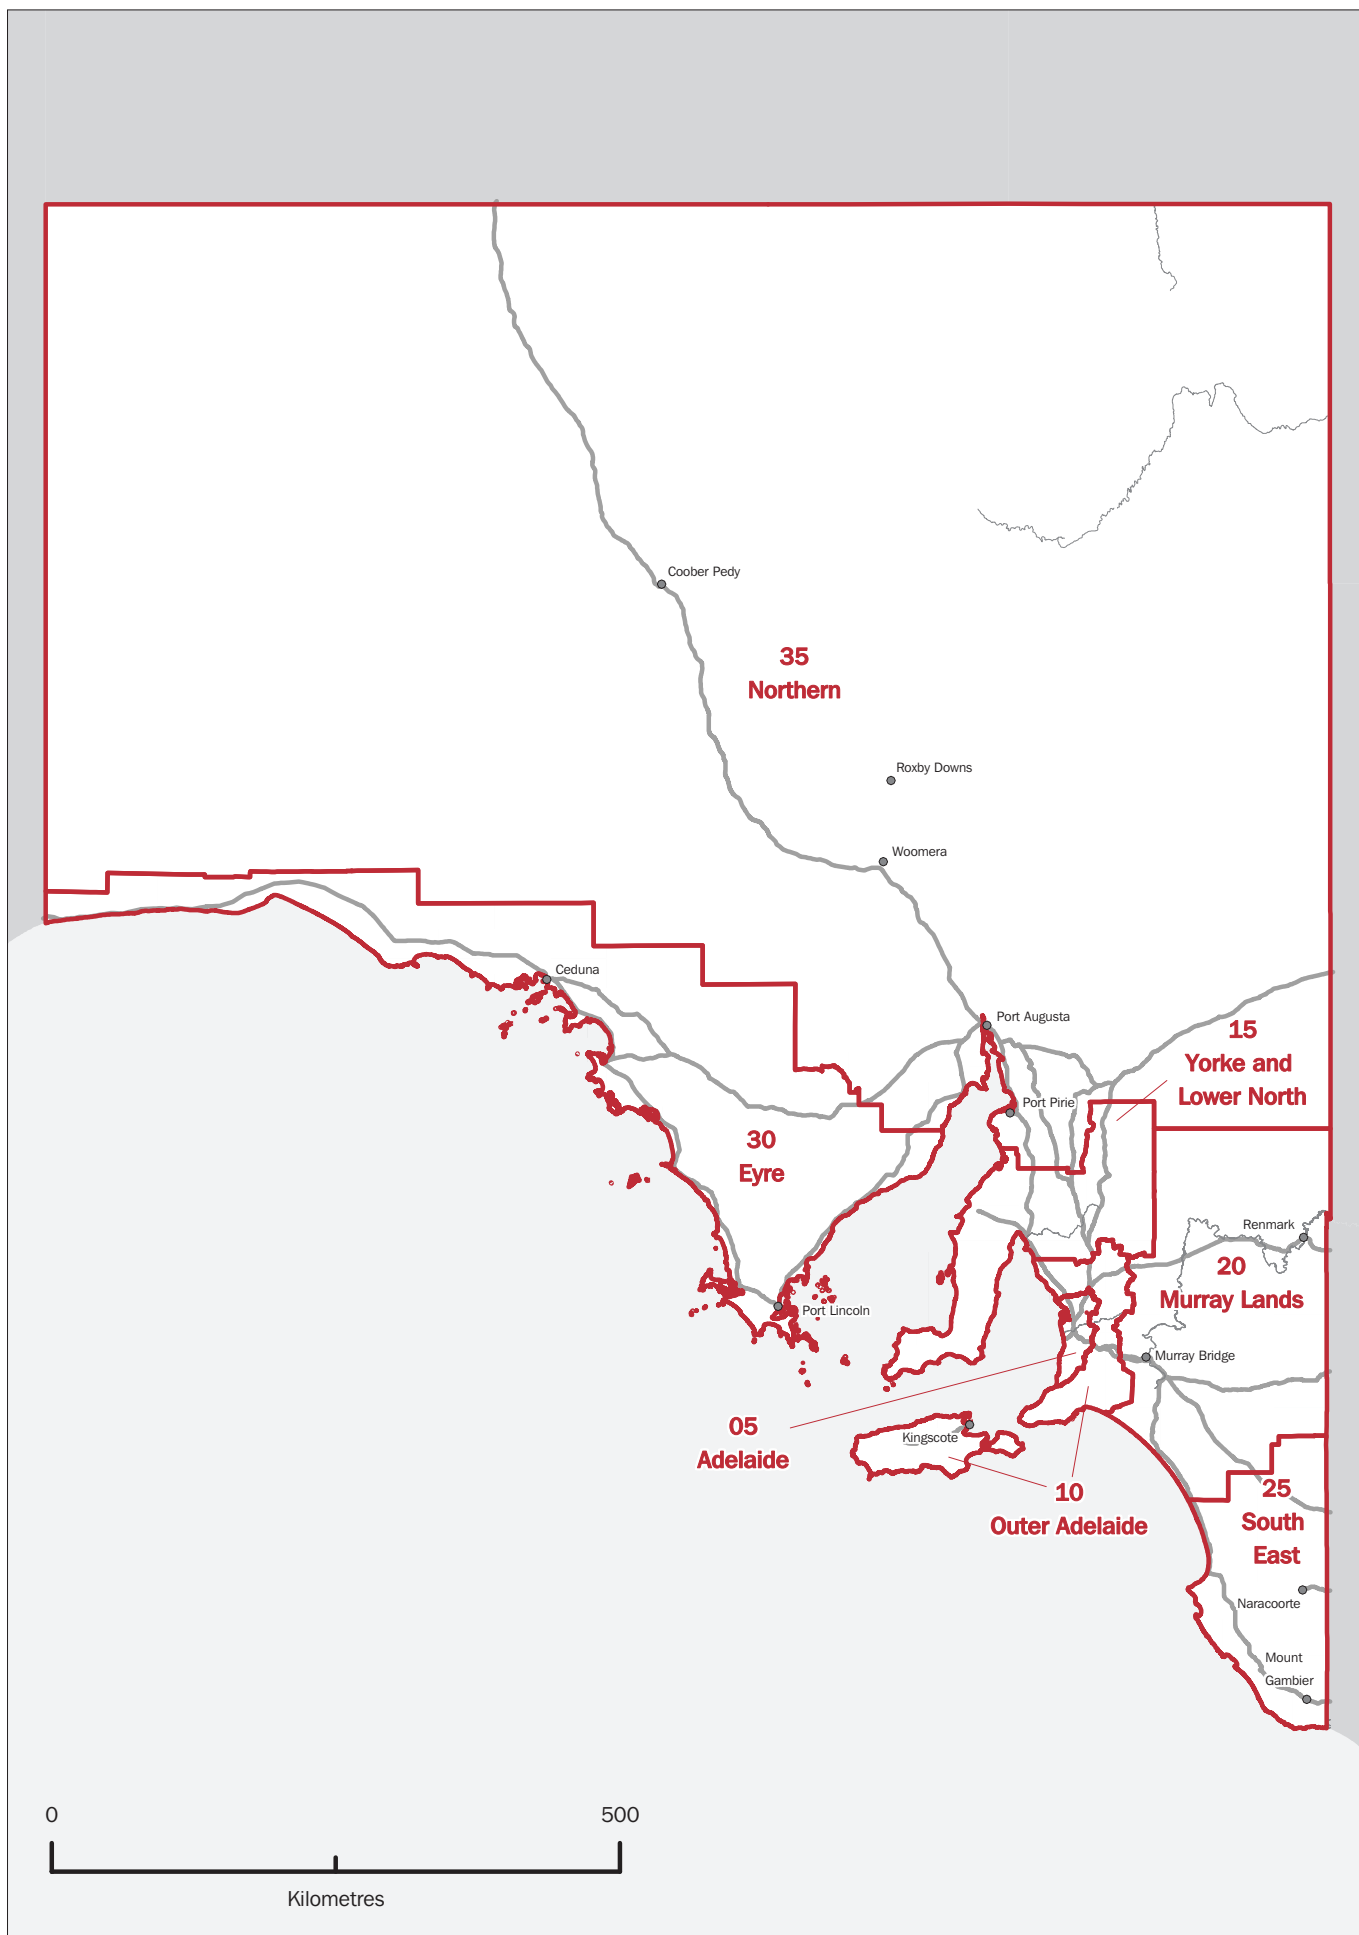 Coober Pedy
35
Northern
Roxby Downs
Woomera
Ceduna
Port Augusta
15
Yorke and
Lower North
Port Pirie
30
Eyre
Renmark
20
Murray Lands
Port Lincoln
Murray Bridge
05
Adelaide
Kingscote
10
Outer Adelaide
25
South
East
Naracoorte
Mount
Gambier
0
500
Kilometres